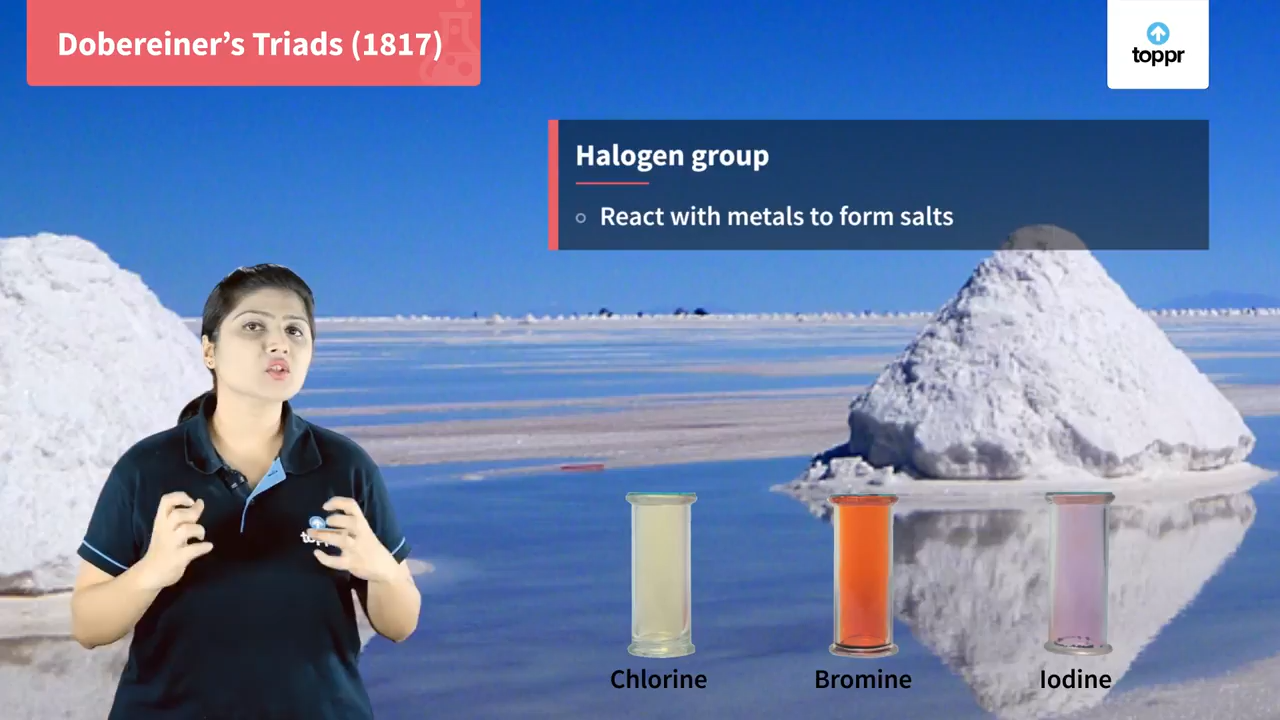 Dobereiner’s Triads (1817)
toppr
Halogen group
React with metals to form salts
Chlorine
Bromine
Iodine